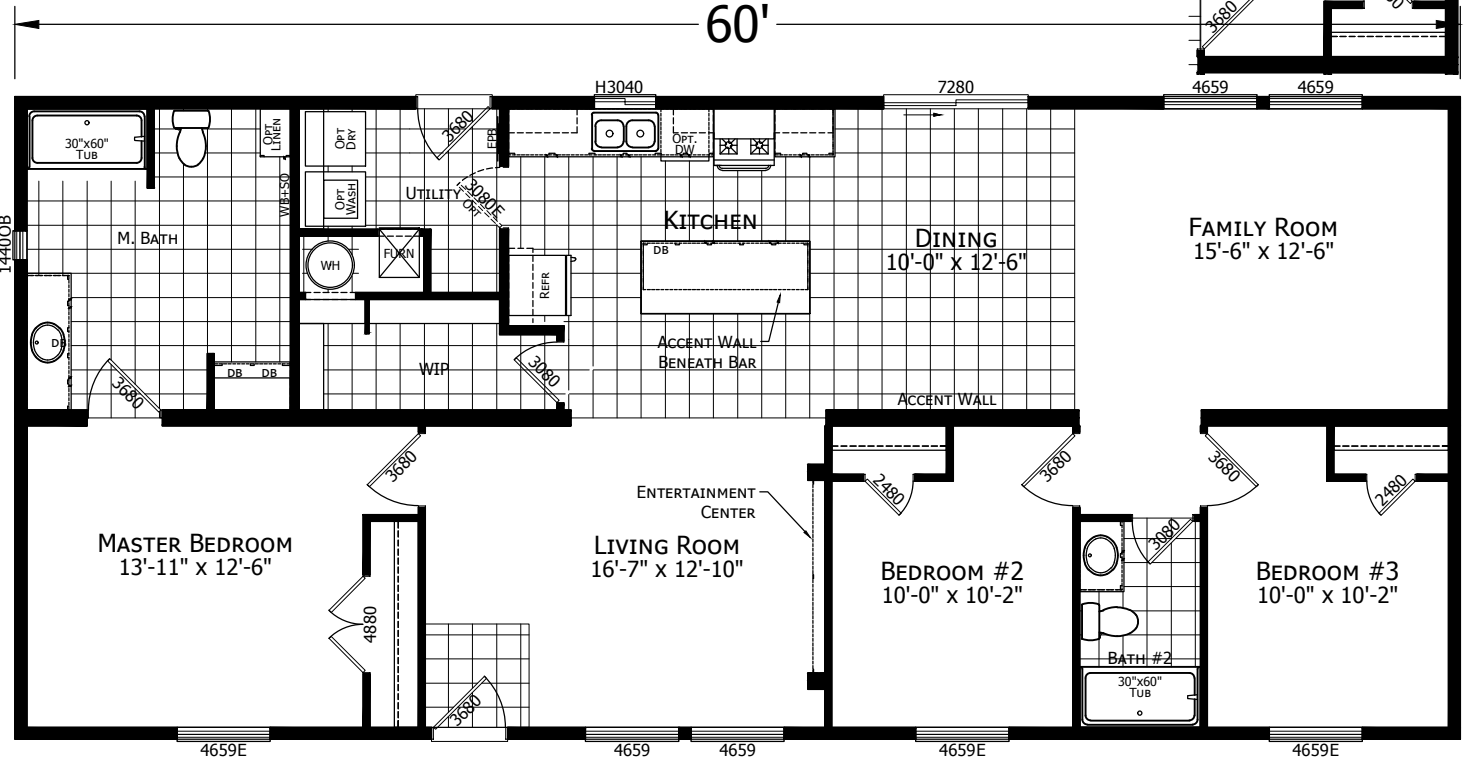 60'
3680
H3040
7280
4659
4659
30"x60"
TUB
OPT
LINEN
OPT
DRY
3680
EPB
OPT.
DW
WB+SO
OPT
WASH
UTILITY
3080E
OPT
KITCHEN
M. BATH
1440OB
WH
FURN
REFR
DB
DINING
10'-0" X 12'-6"
FAMILY ROOM
15'-6" X 12'-6"
DB
ACCENT WALL
BENEATH BAR
WIP
3080
DB DB
3680
ACCENT WALL
3680
ENTERTAINMENT
CENTER
2480
3680
3680
2480
MASTER BEDROOM
13'-11" X 12'-6"
LIVING ROOM
16'-7" X 12'-10"
3080
BEDROOM #2
10'-0" X 10'-2"
BEDROOM #3
10'-0" X 10'-2"
4880
BATH #2
30"x60"
TUB
3680
4659E
4659
4659
4659E
4659E